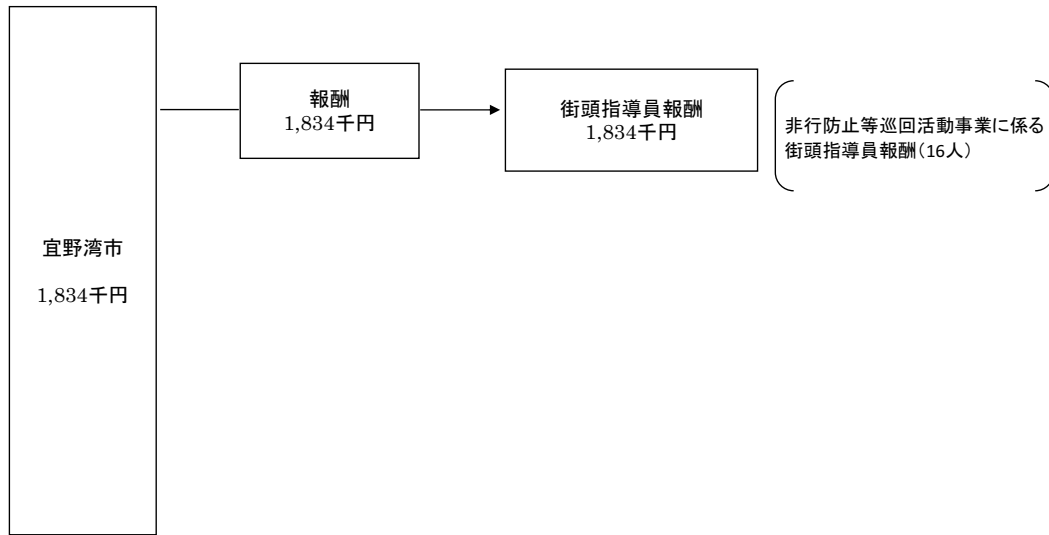 報酬
1,834千円
街頭指導員報酬
1,834千円
非行防止等巡回活動事業に係る
街頭指導員報酬(16人)
宜野湾市
1,834千円